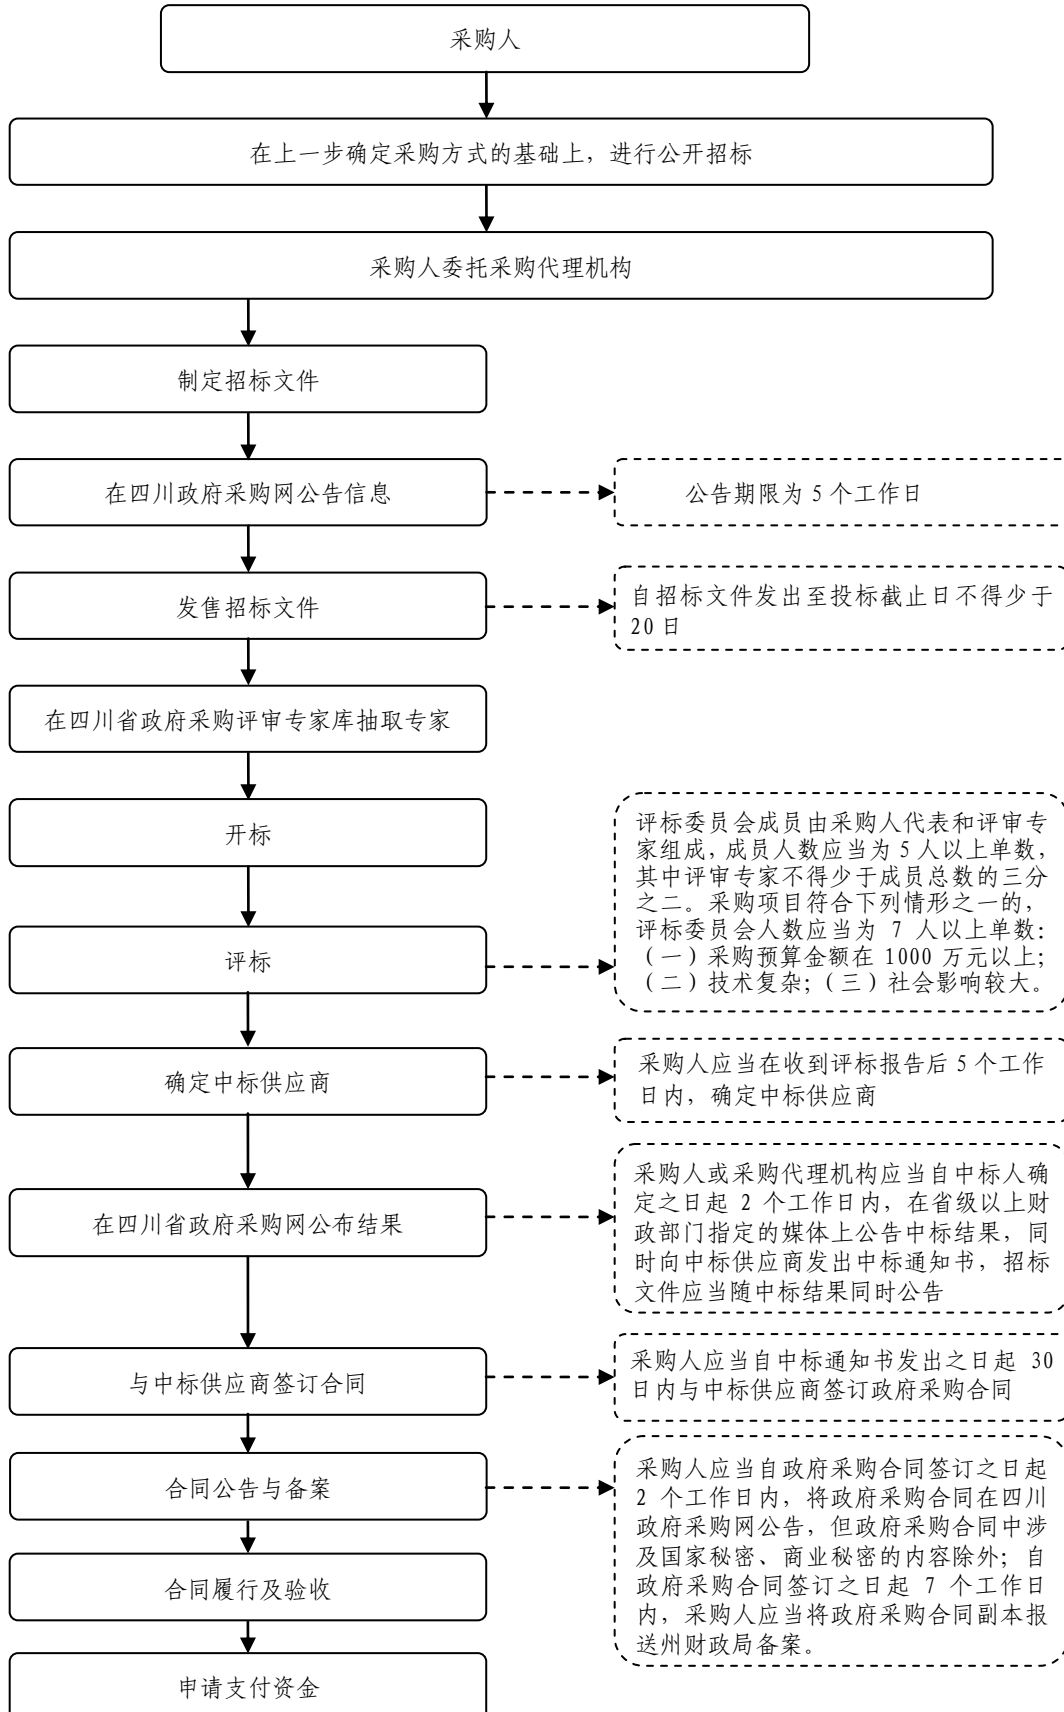 采购人
在上一步确定采购方式的基础上，进行公开招标
采购人委托采购代理机构
制定招标文件
在四川政府采购网公告信息
公告期限为 5 个工作日
发售招标文件
自招标文件发出至投标截止日不得少于
20 日
在四川省政府采购评审专家库抽取专家
开标
评标
评标委员会成员由采购人代表和评审专
家组成，成员人数应当为 5 人以上单数，
其中评审专家不得少于成员总数的三分
之二。采购项目符合下列情形之一的，
评标委员会人数应当为 7 人以上单数：
（一）采购预算金额在 1000 万元以上；
（二）技术复杂；（三）社会影响较大。
确定中标供应商
采购人应当在收到评标报告后 5 个工作
日内，确定中标供应商
在四川省政府采购网公布结果
采购人或采购代理机构应当自中标人确
定之日起 2 个工作日内，在省级以上财
政部门指定的媒体上公告中标结果，同
时向中标供应商发出中标通知书，招标
文件应当随中标结果同时公告
与中标供应商签订合同
采购人应当自中标通知书发出之日起 30
日内与中标供应商签订政府采购合同
合同公告与备案
采购人应当自政府采购合同签订之日起
2 个工作日内，将政府采购合同在四川
政府采购网公告，但政府采购合同中涉
及国家秘密、商业秘密的内容除外；自
政府采购合同签订之日起 7 个工作日
内，采购人应当将政府采购合同副本报
送州财政局备案。
合同履行及验收
申请支付资金